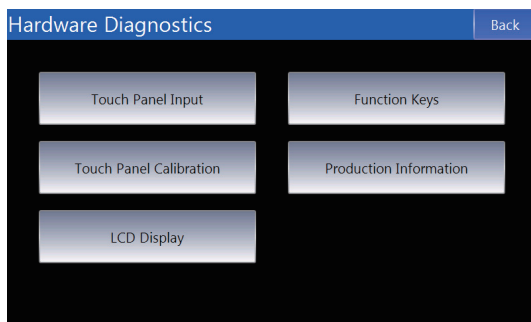 Hardware Diagnostics
Back
Touch Panel Input
Function Keys
Touch Panel Calibration
Production Information
LCD Display